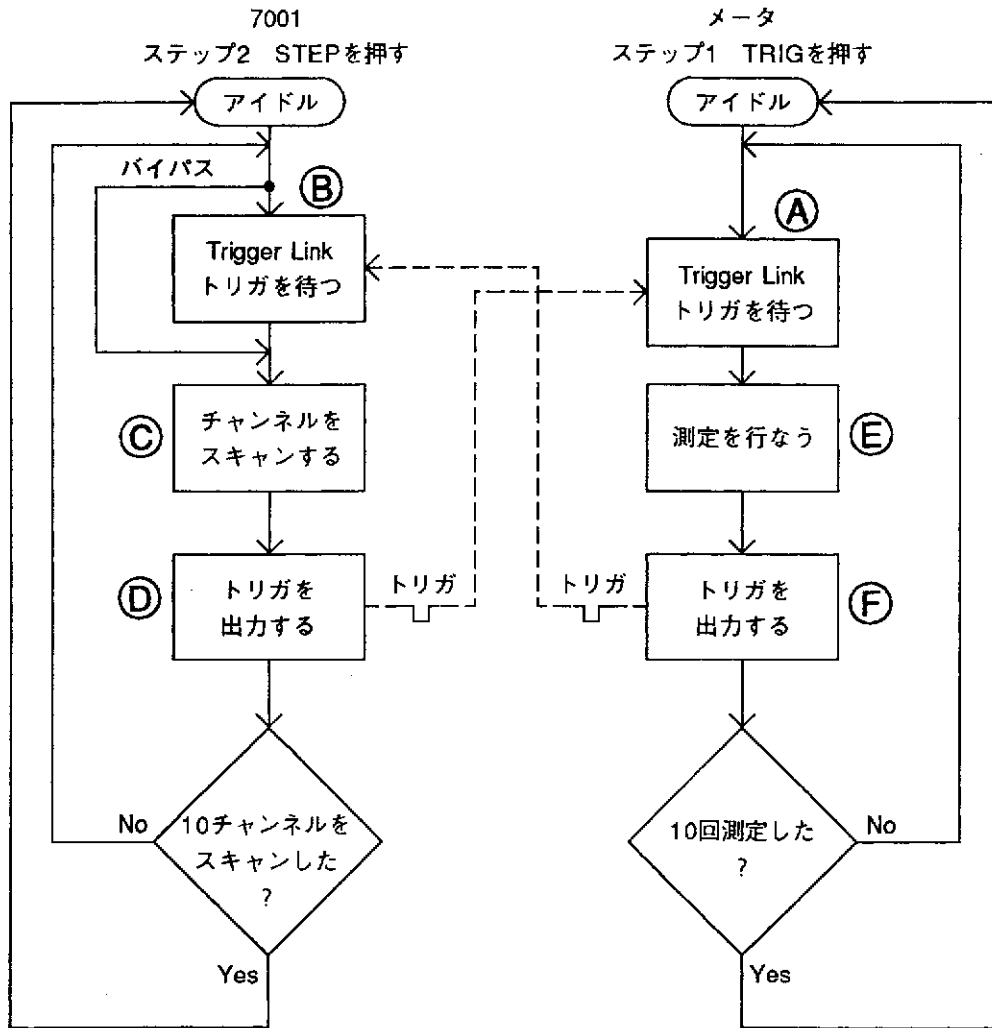 7001
ステップ2 STEPを押す
アイドル
バイパス
B
Trigger Link
トリガを待つ
C
チャンネルを
スキャンする
D
トリガを
出力する
トリガ
No
10チャンネルを
スキャンした
?
Yes
メータ
ステップ1 TRIGを押す
アイドル
A
Trigger Link
トリガを待つ
測定を行なう
E
トリガ
トリガを
出力する
F
10回測定した
?
No
Yes